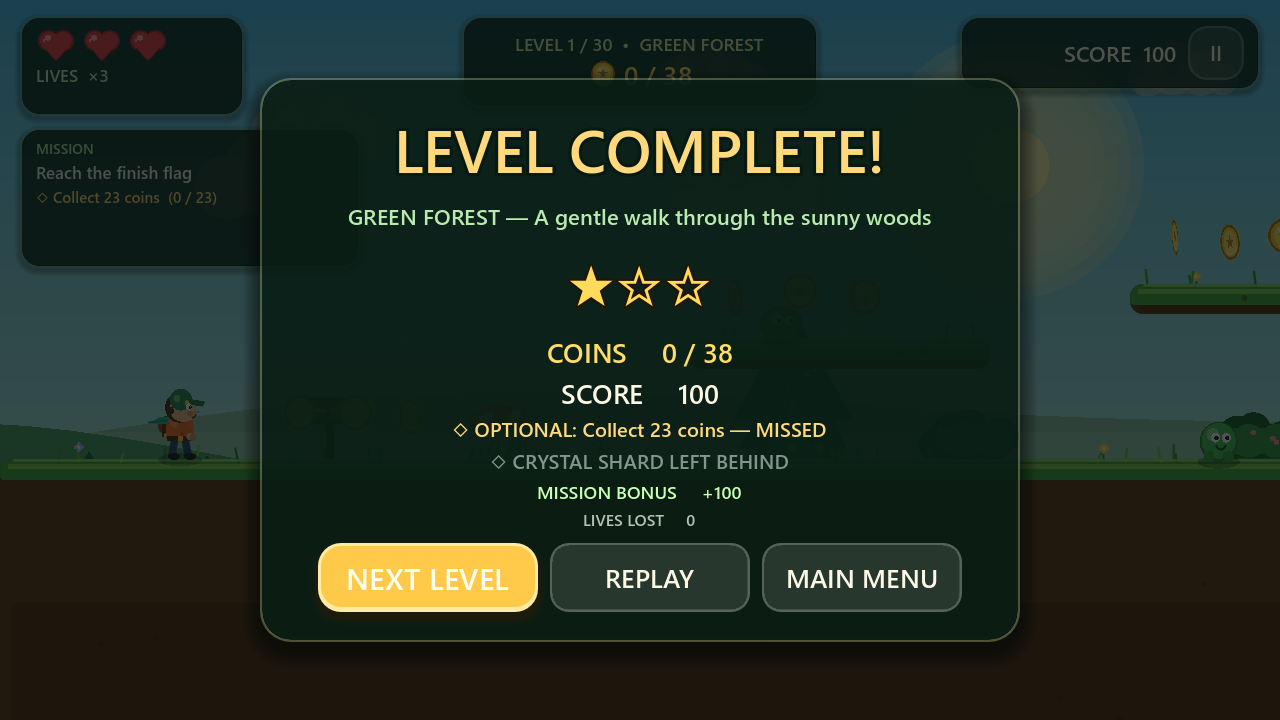 LIVES ×3
LEVEL 1 / 30 • GREEN FOREST
0 / 38
SCORE 100
MISSION
Reach the finish flag
◇ Collect 23 coins (0 / 23)
LEVEL COMPLETE!
GREEN FOREST — A gentle walk through the sunny woods
★☆☆
COINS 0 / 38
SCORE 100
◇ OPTIONAL: Collect 23 coins — MISSED
◇ CRYSTAL SHARD LEFT BEHIND
MISSION BONUS +100
LIVES LOST 0
NEXT LEVEL
REPLAY
MAIN MENU